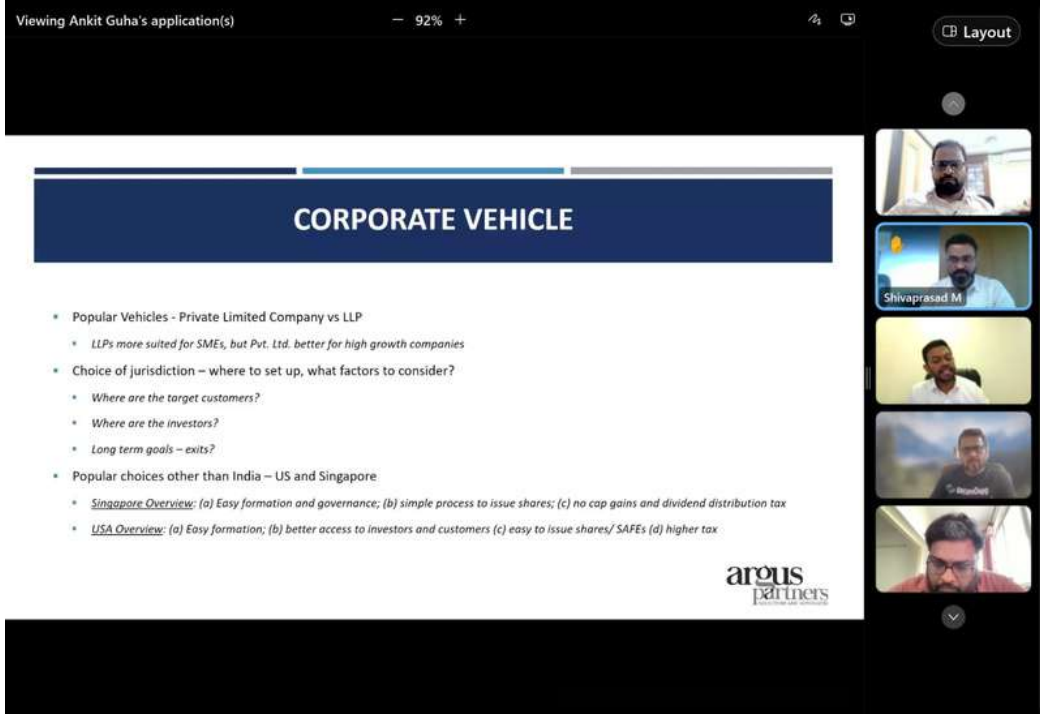 Viewing Ankit Guha's application(s)
92%
Layout
CORPORATE VEHICLE
Popular Vehicles - Private Limited Company vs LLP
LLPs more suited for SMEs, but Pvt. Ltd. better for high growth companies
Choice of jurisdiction – where to set up, what factors to consider?
Where are the target customers?
Where are the investors?
Long term goals – exits?
Popular choices other than India – US and Singapore
Singapore Overview: (a) Easy formation and governance; (b) simple process to issue shares; (c) no cap gains and dividend distribution tax
USA Overview: (a) Easy formation; (b) better access to investors and customers (c) easy to issue shares/ SAFEs (d) higher tax
argus
partners
Shivaprasad M